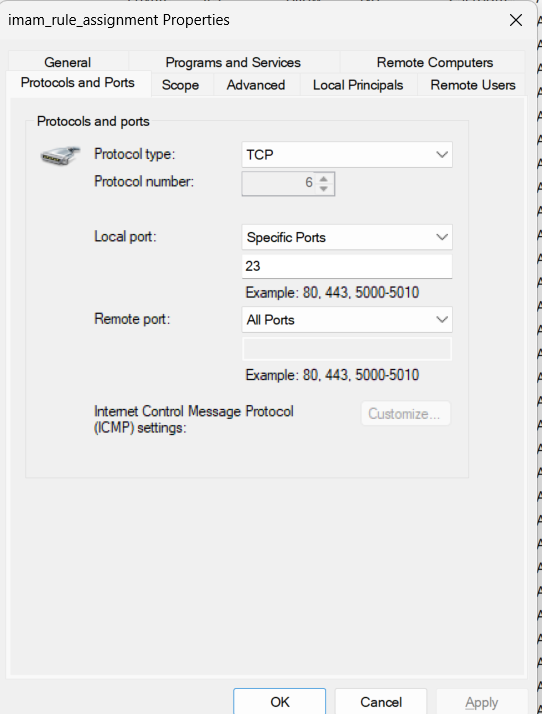 imam_rule_assignment Properties
General Programs and Services Remote Computers
Protocols and Ports Scope Advanced Local Principals Remote Users
Protocols and ports
Protocol type: TCP
Protocol number: 6
Local port: Specific Ports
23
Example: 80, 443, 5000-5010
Remote port: All Ports
Example: 80, 443, 5000-5010
Internet Control Message Protocol
(ICMP) settings:
Customize...
OK Cancel Apply